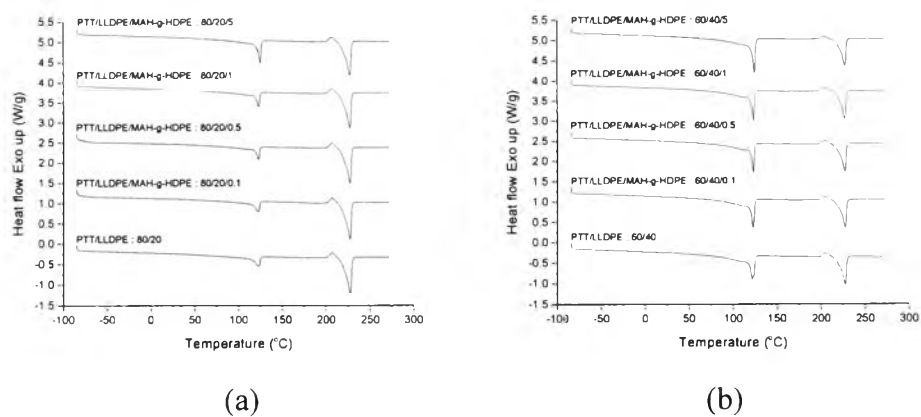 PTT/LLDPE/MAH-g-HDPE : 80/20/5
PTT/LLDPE/MAH-g-HDPE : 80/20/1
PTT/LLDPE/MAH-g-HDPE : 80/20/0.5
PTT/LLDPE/MAH-g-HDPE : 80/20/0.1
PTT/LLDPE : 80/20
Heat flow Exo up (W/g)
5.5
5.0
4.5
4.0
3.5
3.0
2.5
2.0
1.5
1.0
0.5
0.0
-0.5
-1.0
-1.5
-100 -50 0 50 100 150 200 250 300
Temperature (°C)
(a)
PTT/LLDPE/MAH-g-HDPE : 60/40/5
PTT/LLDPE/MAH-g-HDPE : 60/40/1
PTT/LLDPE/MAH-g-HDPE : 60/40/0.5
PTT/LLDPE/MAH-g-HDPE : 60/40/0.1
PTT/LLDPE : 60/40
Heat flow Exo up (W/g)
5.5
5.0
4.5
4.0
3.5
3.0
2.5
2.0
1.5
1.0
0.5
0.0
-0.5
-1.0
-1.5
-100 -50 0 50 100 150 200 250 300
Temperature (°C)
(b)